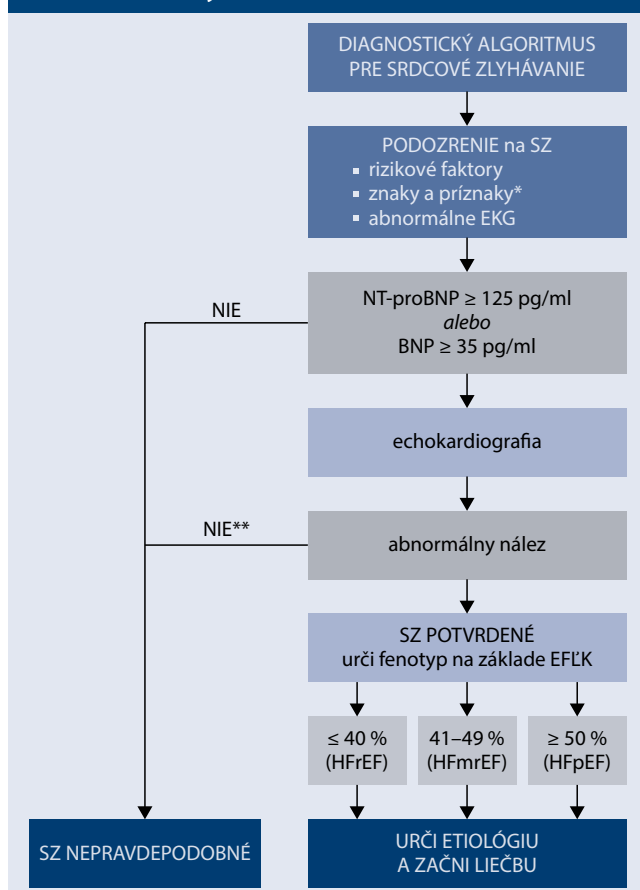 DIAGNOSTICKÝ ALGORITMUS
PRE SRDCOVÉ ZLYHÁVANIE
PODOZRENIE na SZ
▪ rizikové faktory
▪ znaky a príznaky*
▪ abnormálne EKG
NIE
NT-proBNP ≥ 125 pg/ml
alebo
BNP ≥ 35 pg/ml
echokardiografia
NIE**
abnormálny nález
SZ POTVRDENÉ
urči fenotyp na základe EFĽK
≤ 40 %
(HFrEF)
41–49 %
(HFmrEF)
≥ 50 %
(HFpEF)
SZ NEPRAVDEPODOBNÉ
URČI ETIOLÓGIU
A ZAČNI LIEČBU